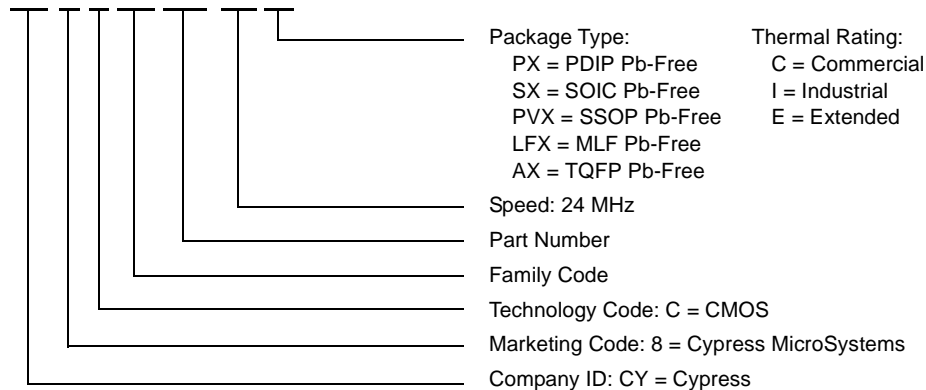 Package Type: Thermal Rating:
PX = PDIP Pb-Free C = Commercial
SX = SOIC Pb-Free I = Industrial
PVX = SSOP Pb-Free E = Extended
LFX = MLF Pb-Free
AX = TQFP Pb-Free
Speed: 24 MHz
Part Number
Family Code
Technology Code: C = CMOS
Marketing Code: 8 = Cypress MicroSystems
Company ID: CY = Cypress